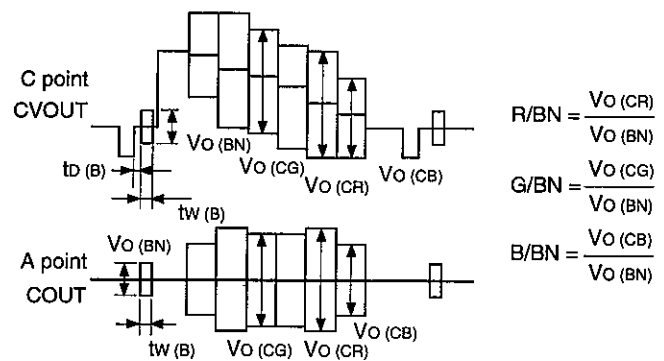 C point
CVOUT
tD (B)
tW (B)
VO (BN)
VO (CG)
VO (CR)
VO (CB)
A point
COUT
VO (BN)
tW (B)
VO (CG)
VO (CR)
VO (CB)
R/BN = VO (CR)
VO (BN)
G/BN = VO (CG)
VO (BN)
B/BN = VO (CB)
VO (BN)